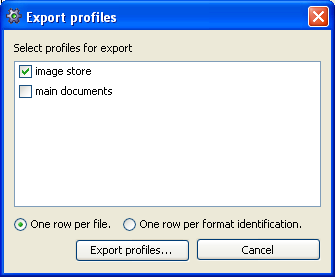 Export profiles
Select profiles for export
image store
main documents
One row per file. One row per format identification.
Export profiles... Cancel